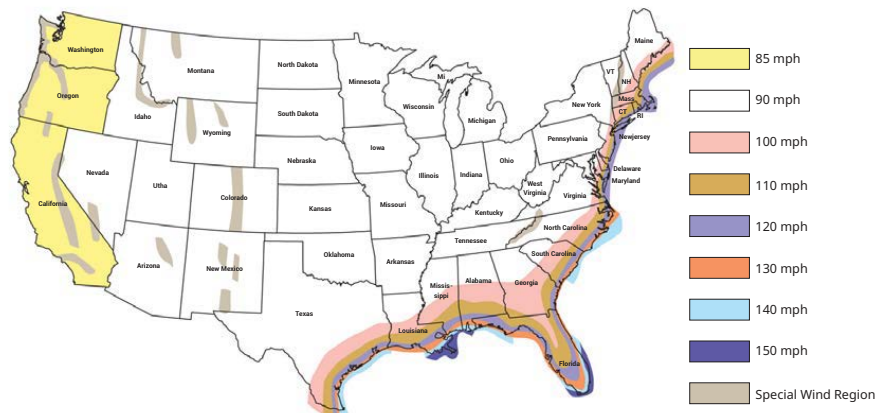 Washington
Oregon
California
Nevada
Idaho
Montana
Wyoming
Utha
Colorado
Arizona
New Mexico
North Dakota
South Dakota
Nebraska
Kansas
Oklahoma
Texas
Minnesota
Iowa
Missouri
Arkansas
Louisiana
Wisconsin
Illinois
Mi
Michigan
Indiana
Ohio
Kentucky
Tennessee
Missis-
sippi
Alabama
Georgia
Florida
South Carolina
North Carolina
Virginia
West
Virginia
Pennsylvania
New York
Maine
VT
NH
Mass
CT
RI
Newjersey
Delaware
Maryland
85 mph
90 mph
100 mph
110 mph
120 mph
130 mph
140 mph
150 mph
Special Wind Region